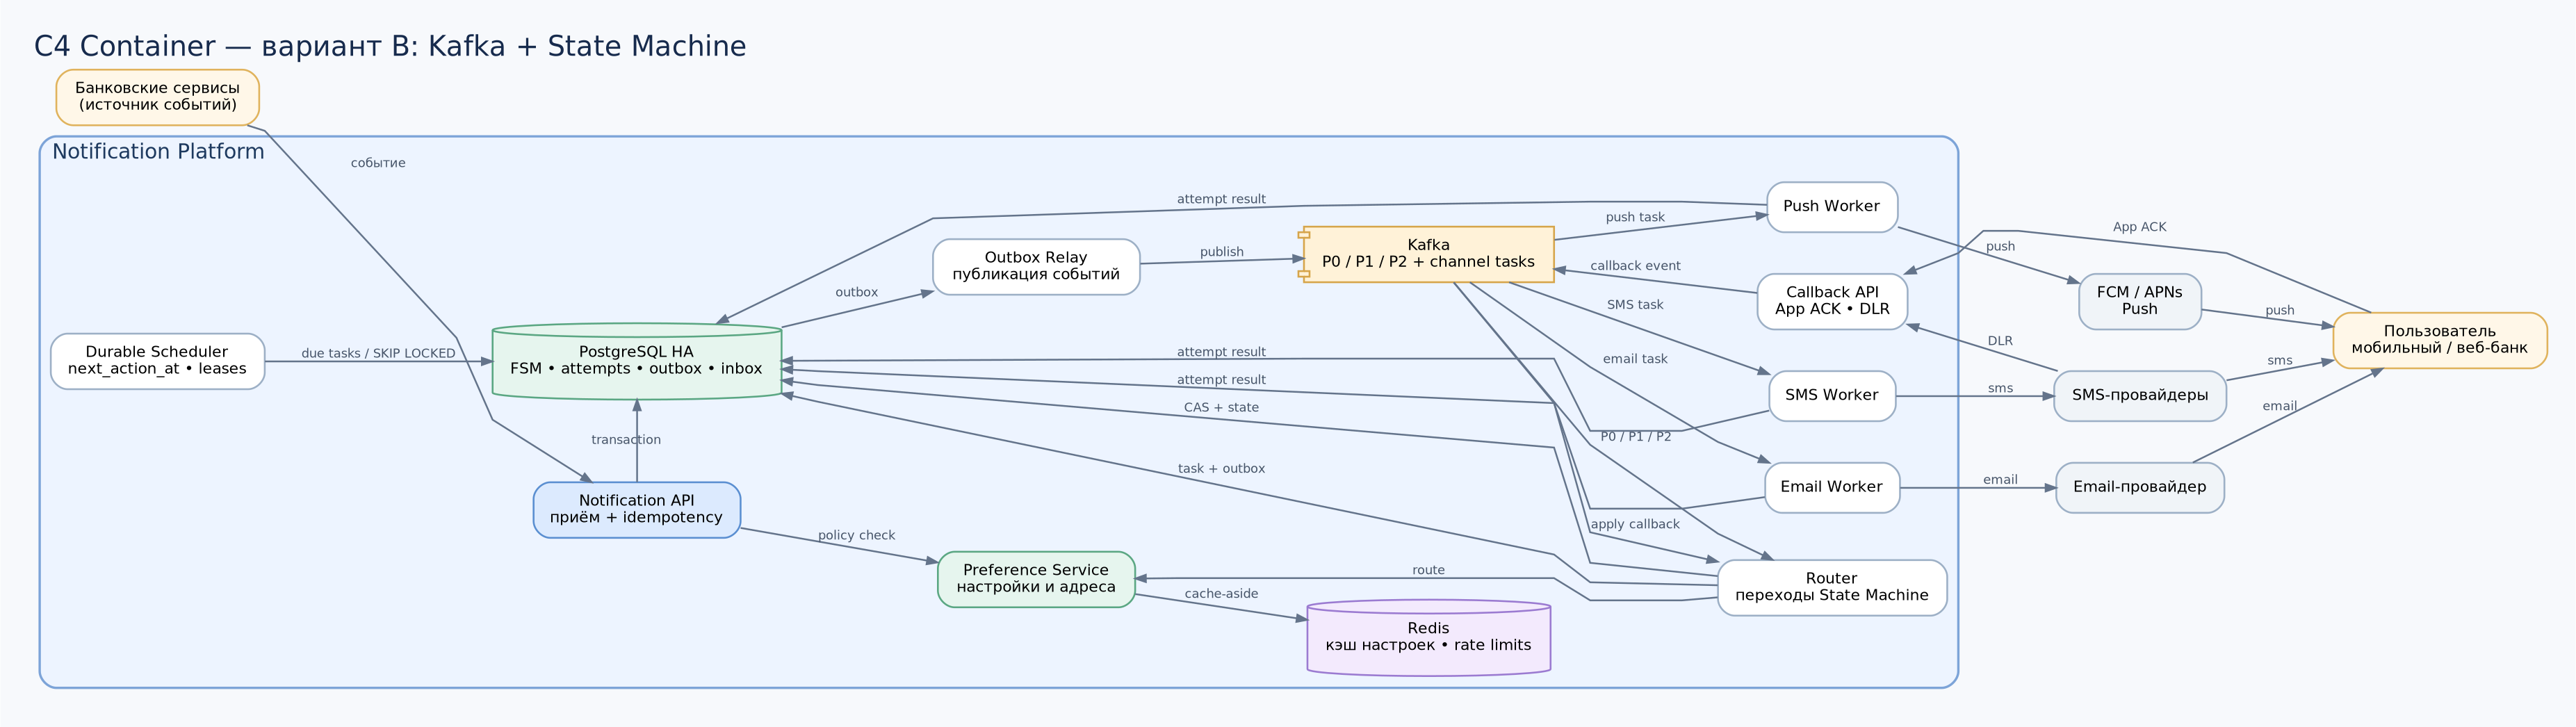 C4 Container — вариант B: Kafka + State Machine
Банковские сервисы
(источник событий)
Notification Platform
событие
Durable Scheduler
next_action_at • leases
due tasks / SKIP LOCKED
PostgreSQL HA
FSM • attempts • outbox • inbox
transaction
Notification API
приём + idempotency
policy check
outbox
Outbox Relay
публикация событий
publish
Preference Service
настройки и адреса
cache-aside
attempt result
attempt result
attempt result
CAS + state
task + outbox
Kafka
P0 / P1 / P2 + channel tasks
route
Redis
кэш настроек • rate limits
push task
callback event
SMS task
email task
P0 / P1 / P2
apply callback
Push Worker
Callback API
App ACK • DLR
SMS Worker
Email Worker
Router
переходы State Machine
push
App ACK
DLR
sms
email
FCM / APNs
Push
SMS-провайдеры
Email-провайдер
push
sms
email
Пользователь
мобильный / веб-банк